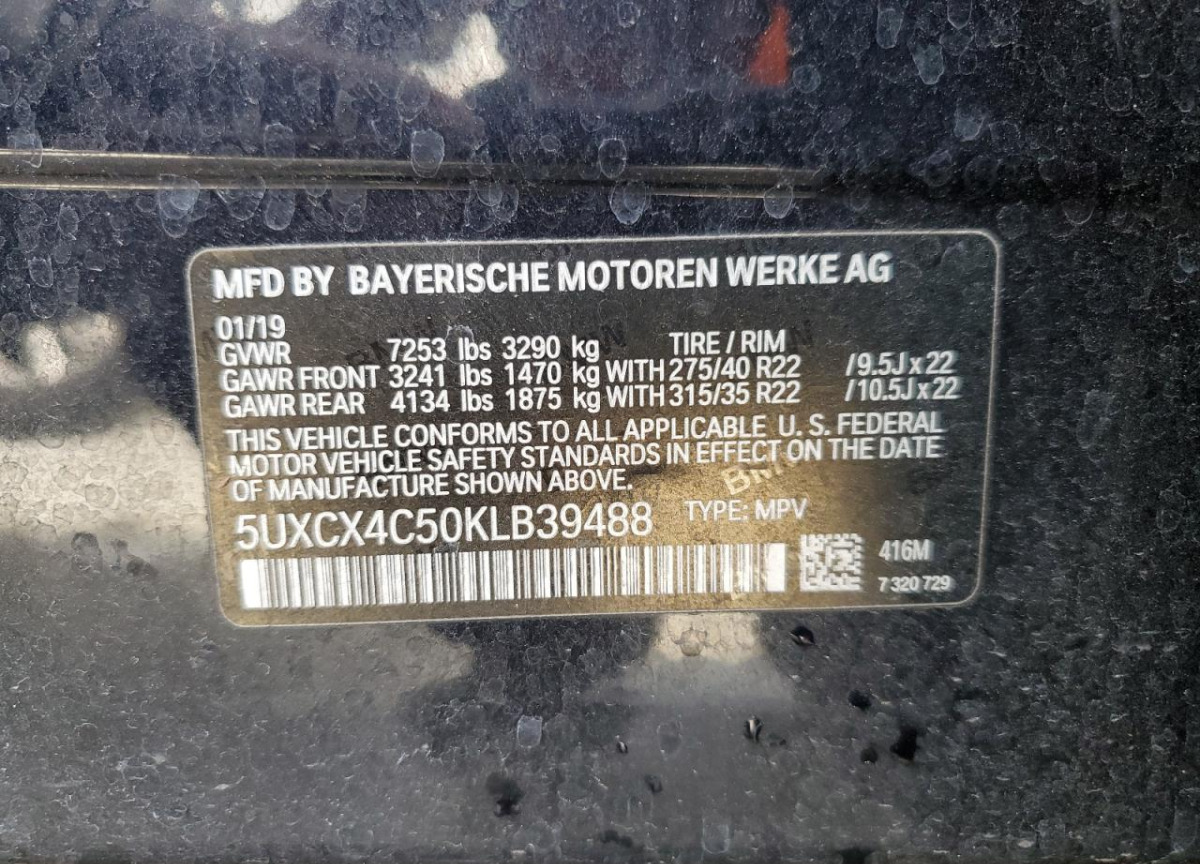 MFD BY BAYERISCHE MOTOREN WERKE AG
01/19
GVWR 7253 lbs 3290 kg TIRE / RIM
GAWR FRONT 3241 lbs 1470 kg WITH 275/40 R22 /9.5J x 22
GAWR REAR 4134 lbs 1875 kg WITH 315/35 R22 /10.5J x 22
THIS VEHICLE CONFORMS TO ALL APPLICABLE U. S. FEDERAL
MOTOR VEHICLE SAFETY STANDARDS IN EFFECT ON THE DATE
OF MANUFACTURE SHOWN ABOVE.
5UXCX4C50KLB39488 TYPE: MPV
416M
7 320 729